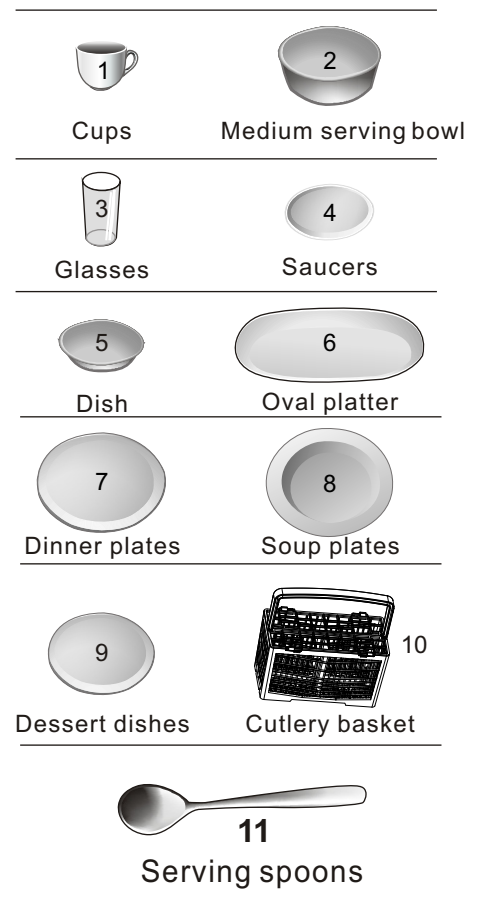 1
2
Cups
Medium serving bowl
3
4
Glasses
Saucers
5
6
Dish
Oval platter
7
8
Dinner plates
Soup plates
9
10
Dessert dishes
Cutlery basket
11
Serving spoons